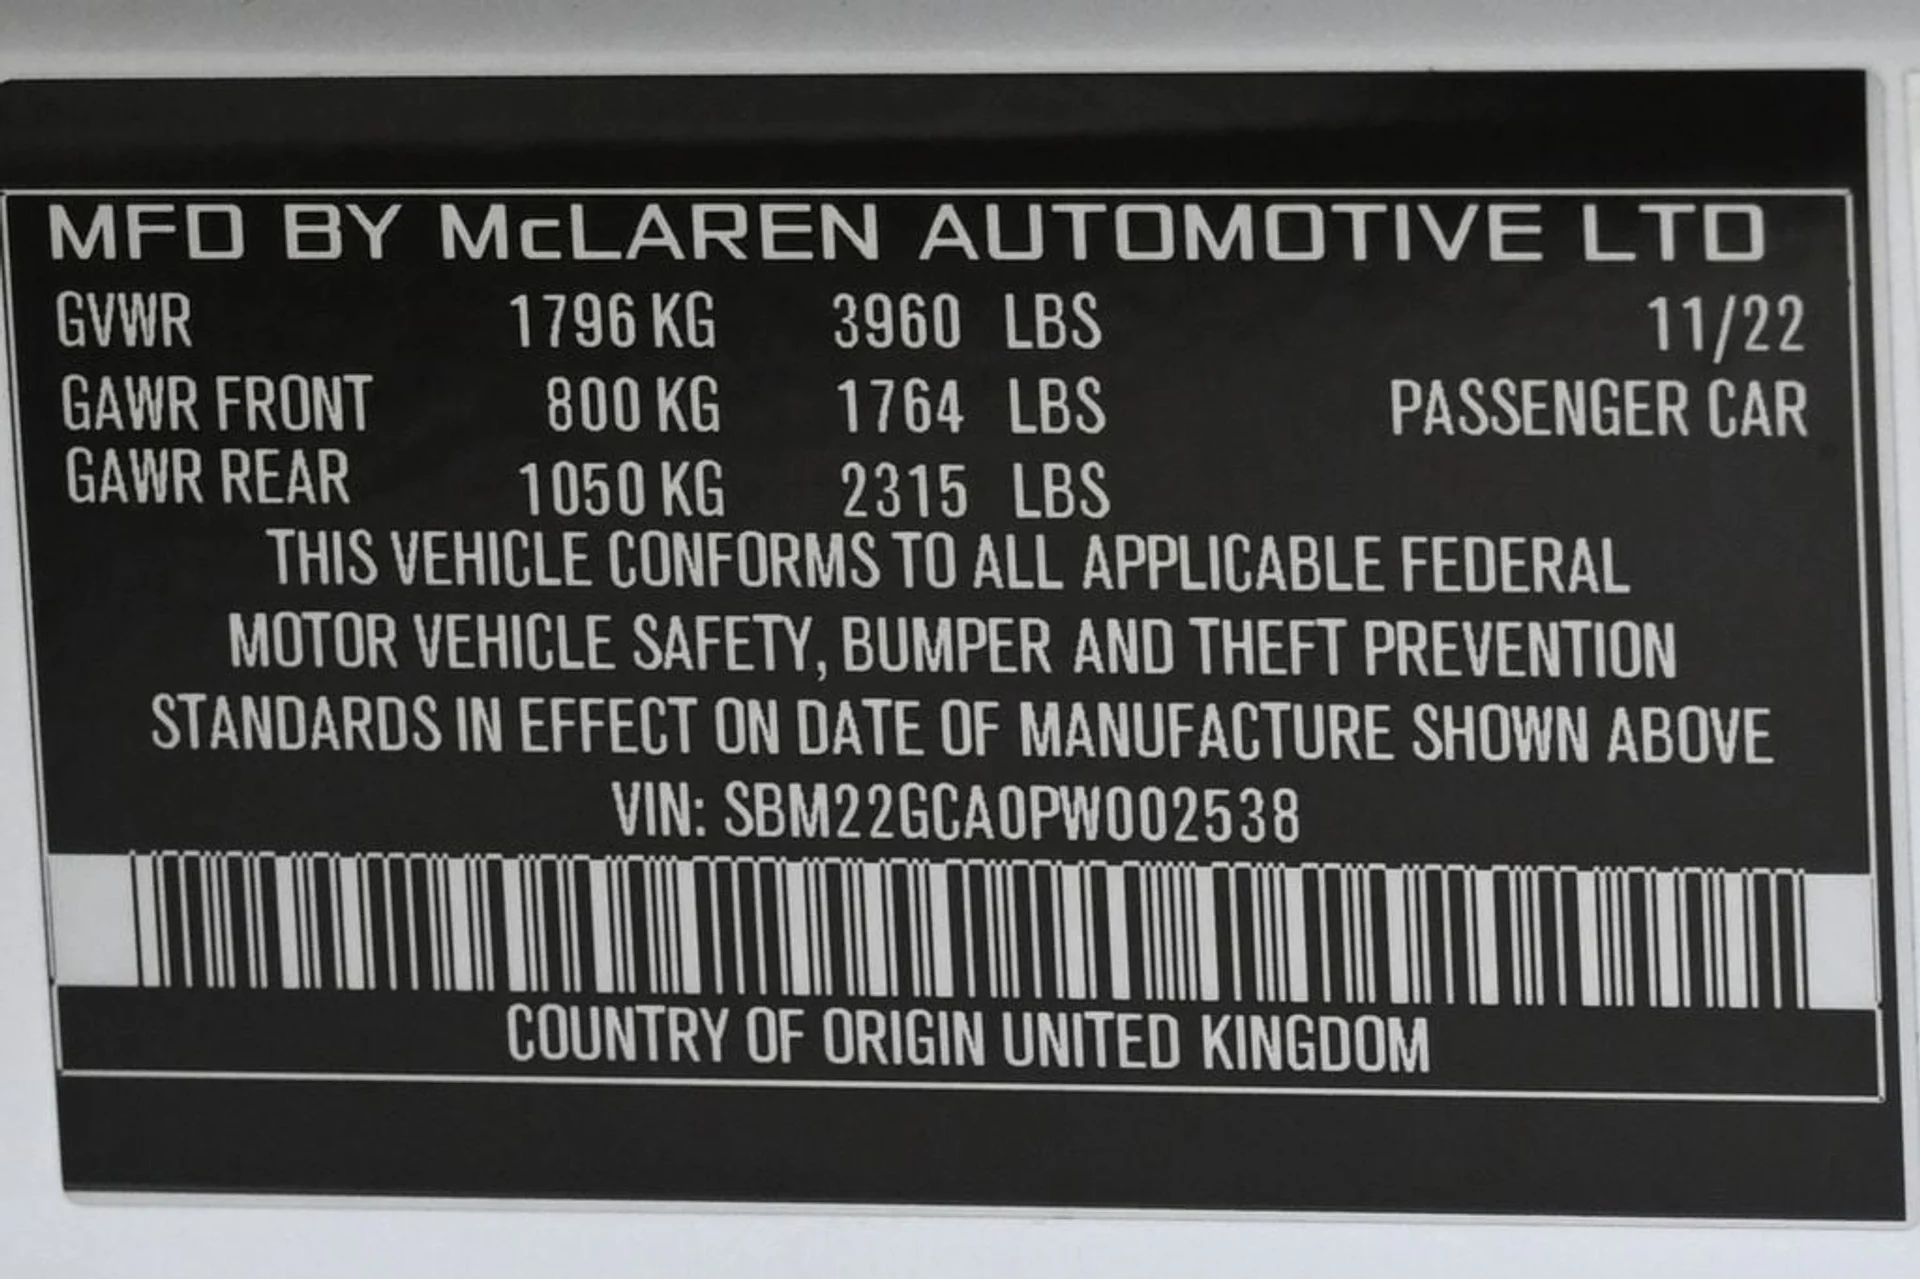 MFD BY McLAREN AUTOMOTIVE LTD
GVWR 1796 KG 3960 LBS 11/22
GAWR FRONT 800 KG 1764 LBS PASSENGER CAR
GAWR REAR 1050 KG 2315 LBS
THIS VEHICLE CONFORMS TO ALL APPLICABLE FEDERAL
MOTOR VEHICLE SAFETY, BUMPER AND THEFT PREVENTION
STANDARDS IN EFFECT ON DATE OF MANUFACTURE SHOWN ABOVE
VIN: SBM22GCA0PW002538
COUNTRY OF ORIGIN UNITED KINGDOM